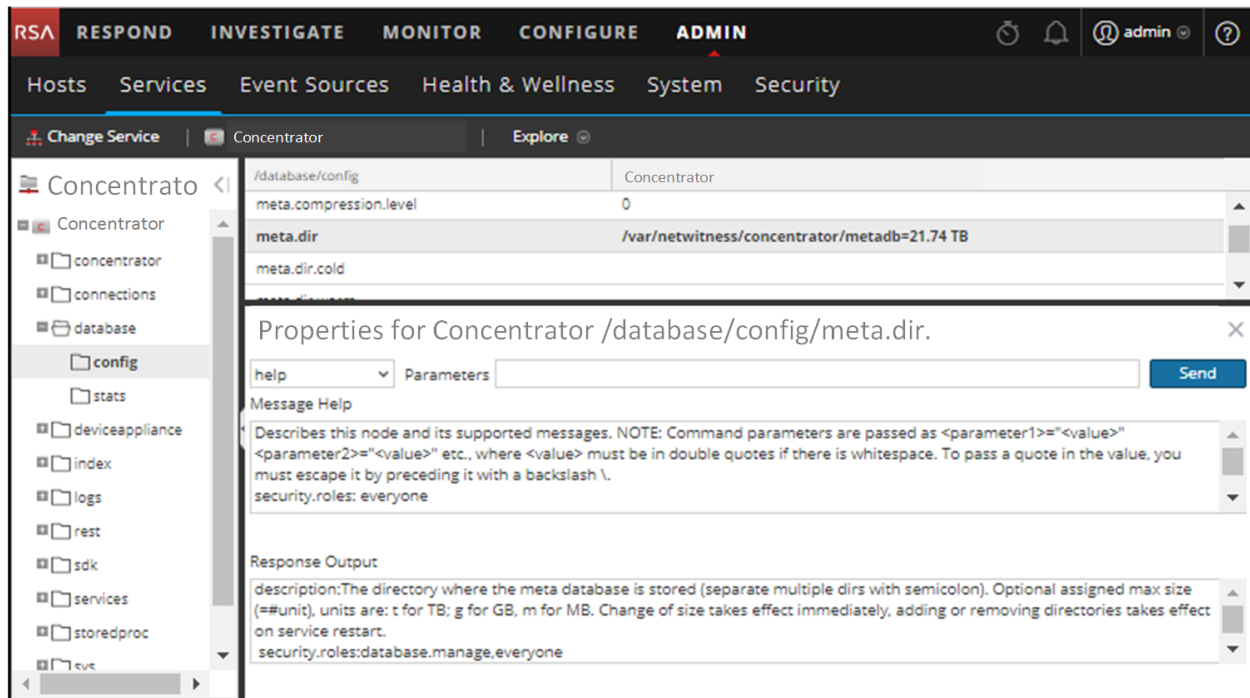 RSA RESPOND INVESTIGATE MONITOR CONFIGURE ADMIN admin
Hosts Services Event Sources Health & Wellness System Security
Change Service | C Concentrator | Explore
Concentrato
C Concentrator
concentrator
connections
database
config
stats
deviceappliance
index
logs
rest
sdk
services
storedproc
sys
/database/config Concentrator
meta.compression.level 0
meta.dir /var/netwitness/concentrator/metadb=21.74 TB
meta.dir.cold
meta.dir.warm
Properties for Concentrator /database/config/meta.dir.
help Parameters Send
Message Help
Describes this node and its supported messages. NOTE: Command parameters are passed as <parameter1>="<value>"
<parameter2>="<value>" etc., where <value> must be in double quotes if there is whitespace. To pass a quote in the value, you
must escape it by preceding it with a backslash \.
security.roles: everyone
Response Output
description:The directory where the meta database is stored (separate multiple dirs with semicolon). Optional assigned max size
(=#unit), units are: t for TB; g for GB, m for MB. Change of size takes effect immediately, adding or removing directories takes effect
on service restart.
security.roles:database.manage,everyone